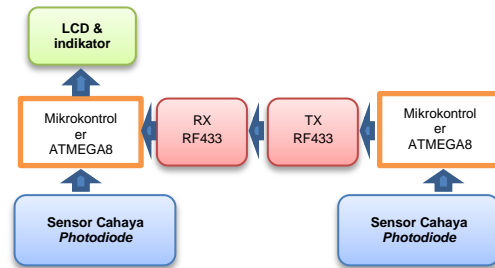 LCD &
indikator
Mikrokontrol
er
ATMEGA8
RX
RF433
TX
RF433
Mikrokontrol
er
ATMEGA8
Sensor Cahaya
Photodiode
Sensor Cahaya
Photodiode